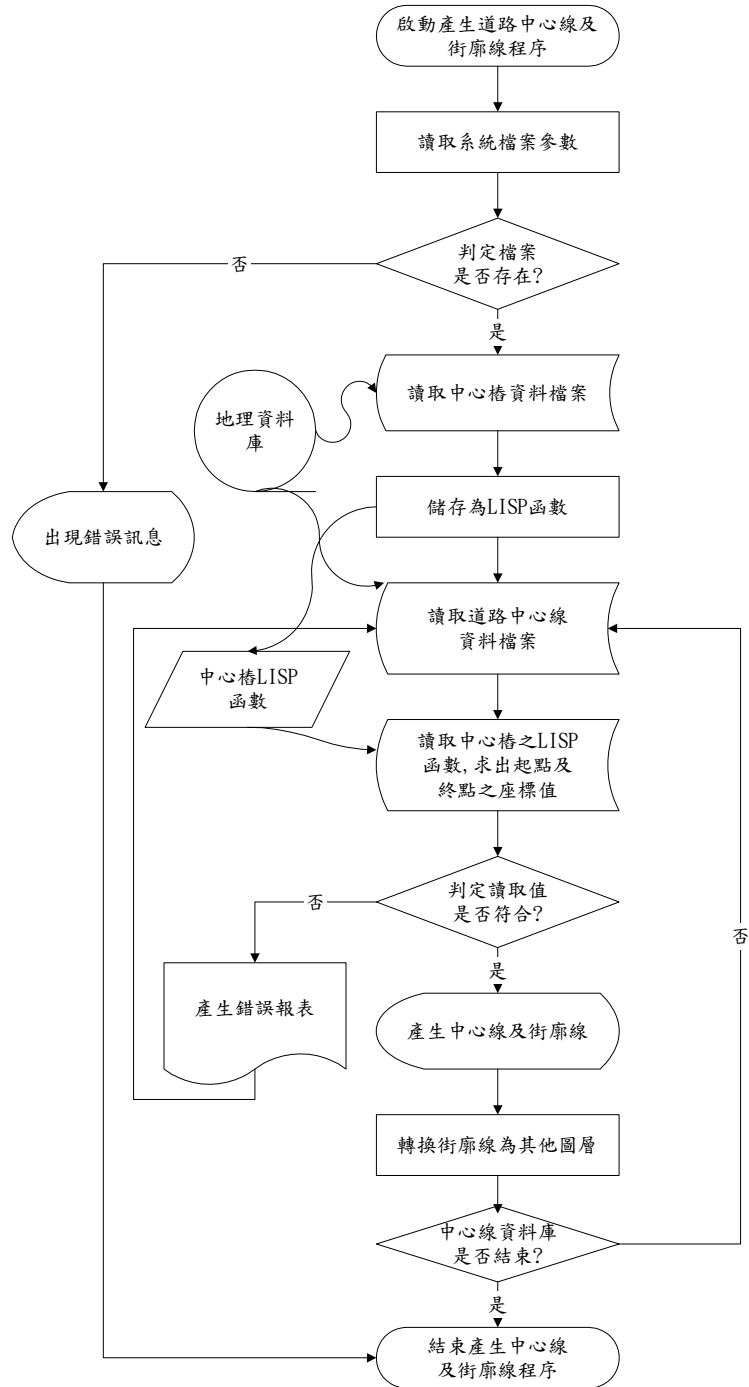 啟動產生道路中心線及
街廓線程序
讀取系統檔案參數
判定檔案
是否存在?
否
是
讀取中心樁資料檔案
地理資料
庫
儲存為LISP函數
出現錯誤訊息
讀取道路中心線
資料檔案
中心樁LISP
函數
讀取中心樁之LISP
函數,求出起點及
終點之座標值
判定讀取值
是否符合?
否
是
否
產生錯誤報表
產生中心線及街廓線
轉換街廓線為其他圖層
中心線資料庫
是否結束?
是
結束產生中心線
及街廓線程序